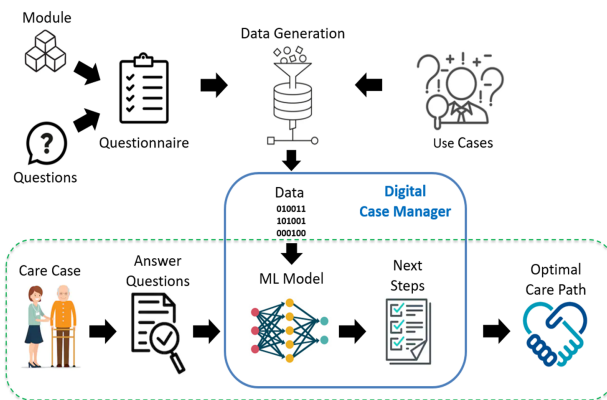 Module
Data Generation
Questionnaire
Use Cases
Questions
Data
010011
101001
000100
Digital
Case Manager
Care Case
Answer
Questions
ML Model
Next
Steps
Optimal
Care Path